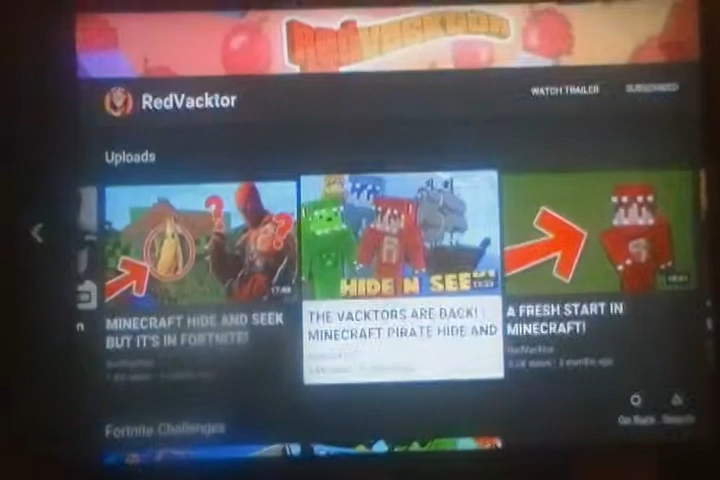 RedVacktor
RedVacktor
WATCH TRAILER
SUBSCRIBED
Uploads
HIDE N SEEK
MINECRAFT HIDE AND SEEK
BUT IT'S IN FORTNITE!
THE VACKTORS ARE BACK!
MINECRAFT PIRATE HIDE AND
A FRESH START IN
MINECRAFT!
RedVacktor
Go Back
Search
Fortnite Challenges